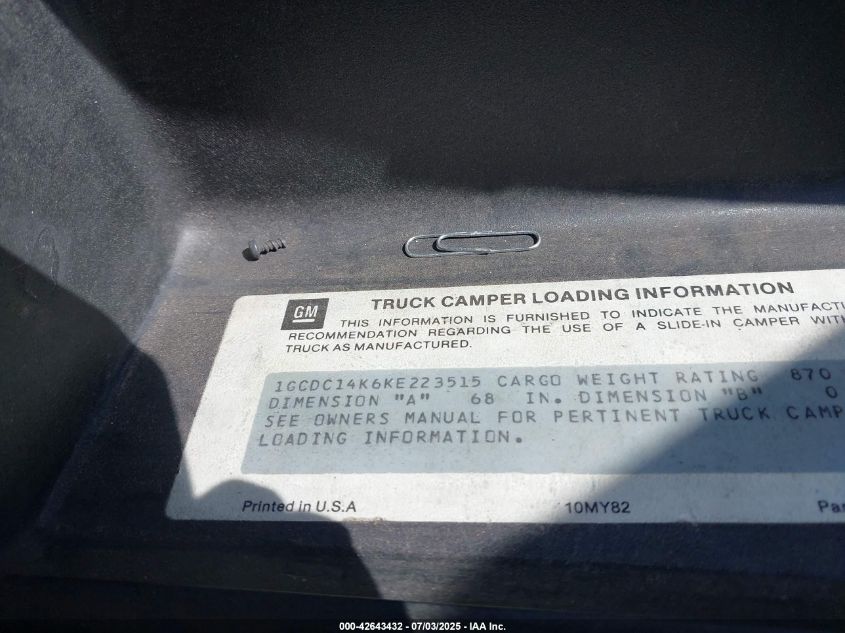 GM
TRUCK CAMPER LOADING INFORMATION
THIS INFORMATION IS FURNISHED TO INDICATE THE MANUFACTI
RECOMMENDATION REGARDING THE USE OF A SLIDE-IN CAMPER WITH
TRUCK AS MANUFACTURED.
1GCDC14K6KE223515 CARGO WEIGHT RATING 870
DIMENSION "A" 68 IN. DIMENSION "B" 0
SEE OWNERS MANUAL FOR PERTINENT TRUCK CAMP
LOADING INFORMATION.
Printed in U.S.A 10MY82 Par
000-42643432 - 07/03/2025 - IAA Inc.